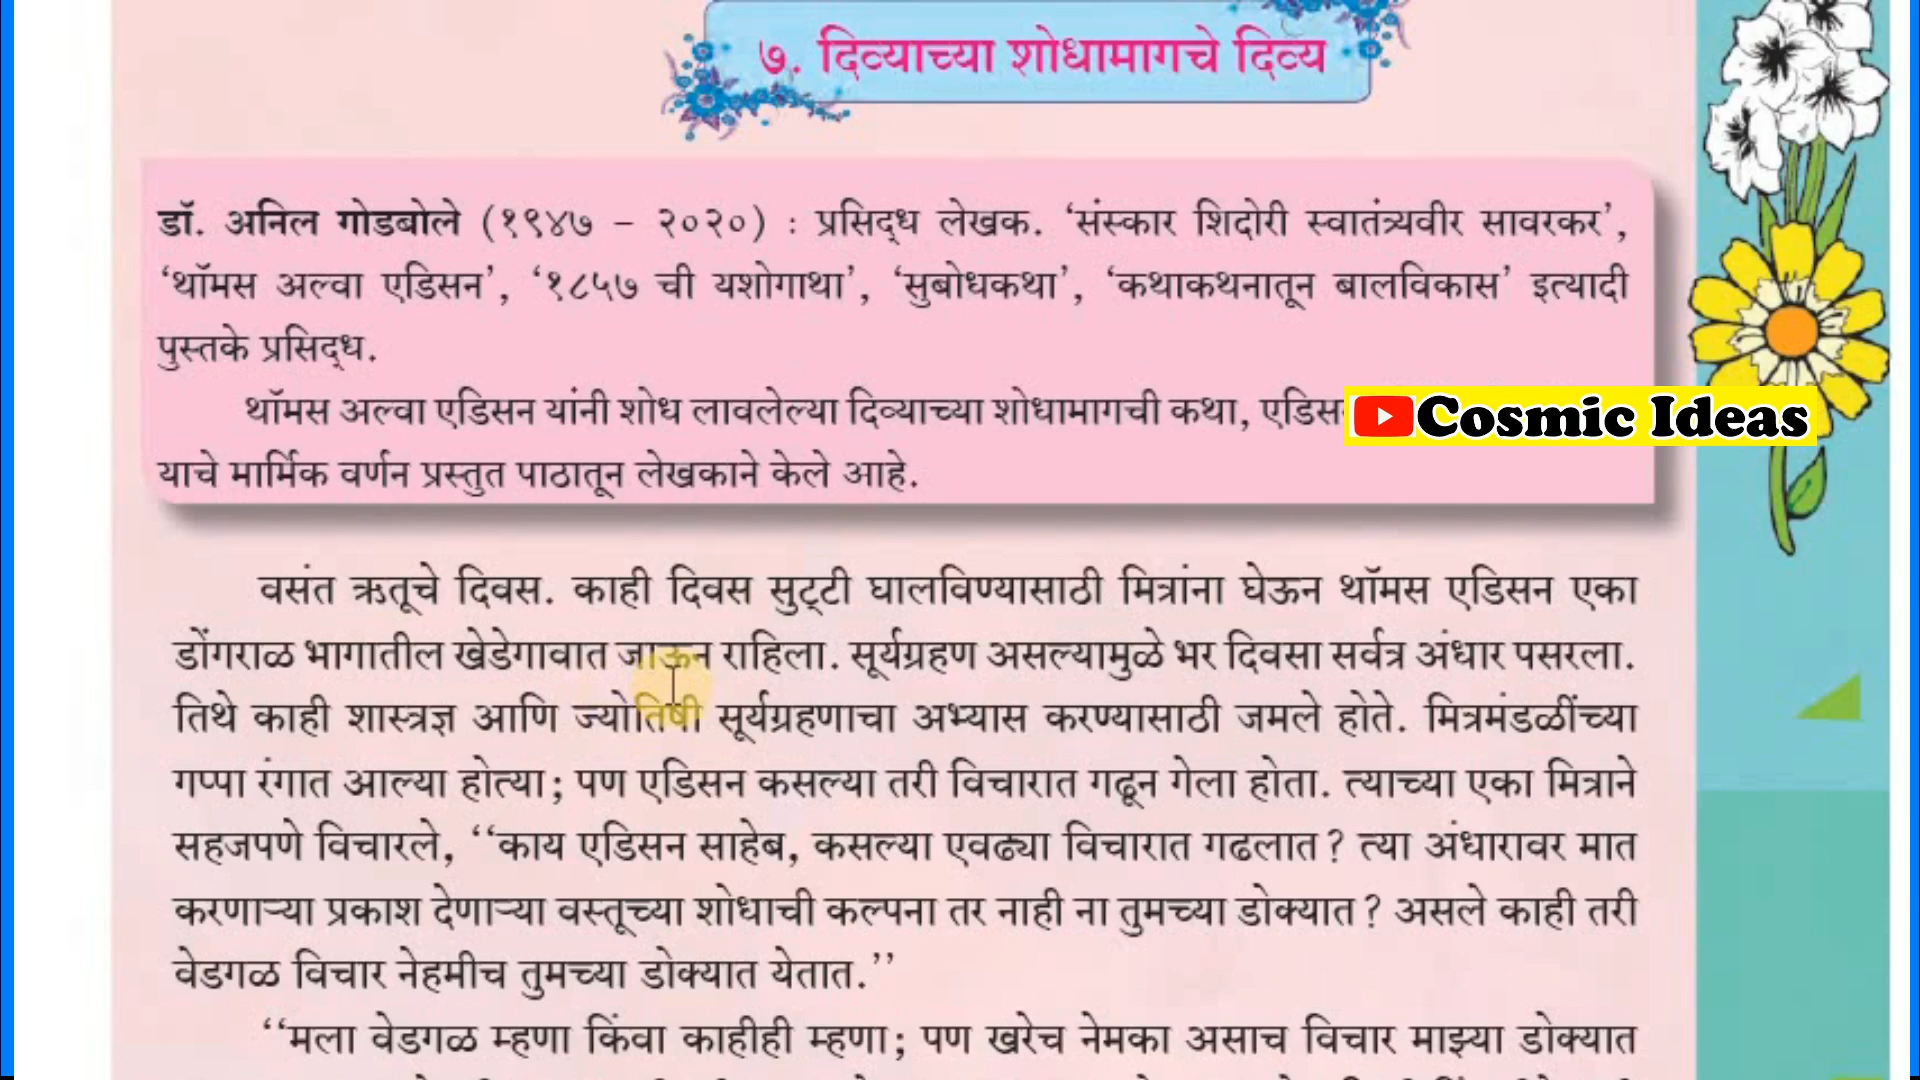 ७. दिव्याच्या शोधामागचे दिव्य
डॉ. अनिल गोडबोले (१९४७ - २०२०) : प्रसिद्ध लेखक. ‘संस्कार शिदोरी स्वातंत्र्यवीर सावरकर’,
‘थॉमस अल्वा एडिसन’, ‘१८५७ ची यशोगाथा’, ‘सुबोधकथा’, ‘कथाकथनातून बालविकास’ इत्यादी
पुस्तके प्रसिद्ध.
थॉमस अल्वा एडिसन यांनी शोध लावलेल्या दिव्याच्या शोधामागची कथा,
Cosmic Ideas
याचे मार्मिक वर्णन प्रस्तुत पाठातून लेखकाने केले आहे.
वसंत ऋतूचे दिवस. काही दिवस सुट्टी घालविण्यासाठी मित्रांना घेऊन थॉमस एडिसन एका
डोंगराळ भागातील खेडेगावात जाऊन राहिला. सूर्यग्रहण असल्यामुळे भर दिवसा सर्वत्र अंधार पसरला.
तिथे काही शास्त्रज्ञ आणि ज्योतिषी सूर्यग्रहणाचा अभ्यास करण्यासाठी जमले होते. मित्रमंडळींच्या
गप्पा रंगात आल्या होत्या; पण एडिसन कसल्या तरी विचारात गढून गेला होता. त्याच्या एका मित्राने
सहजपणे विचारले, ‘‘काय एडिसन साहेब, कसल्या एवढ्या विचारात गढलात? त्या अंधारावर मात
करणाऱ्या प्रकाश देणाऱ्या वस्तूच्या शोधाची कल्पना तर नाही ना तुमच्या डोक्यात? असले काही तरी
वेडगळ विचार नेहमीच तुमच्या डोक्यात येतात.’’
‘‘मला वेडगळ म्हणा किंवा काहीही म्हणा; पण खरेच नेमका असाच विचार माझ्या डोक्यात